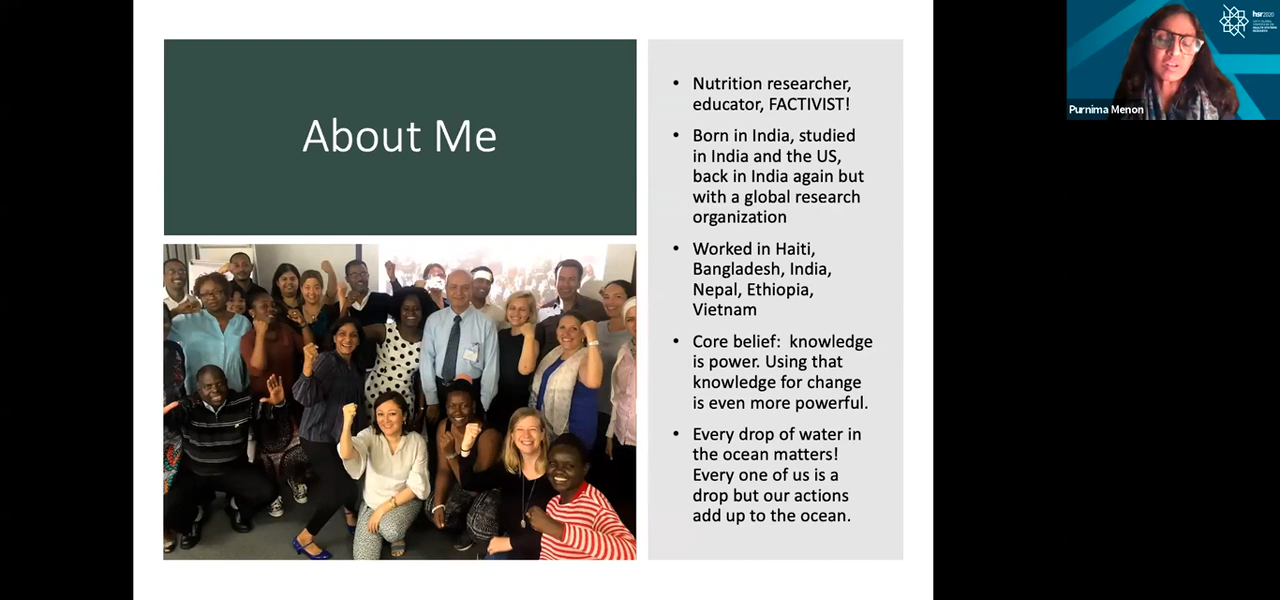 About Me
• Nutrition researcher,
educator, FACTIVIST!
• Born in India, studied
in India and the US,
back in India again but
with a global research
organization
• Worked in Haiti,
Bangladesh, India,
Nepal, Ethiopia,
Vietnam
• Core belief:  knowledge
is power. Using that
knowledge for change
is even more powerful.
• Every drop of water in
the ocean matters!
Every one of us is a
drop but our actions
add up to the ocean.
hsr2020
Purnima Menon